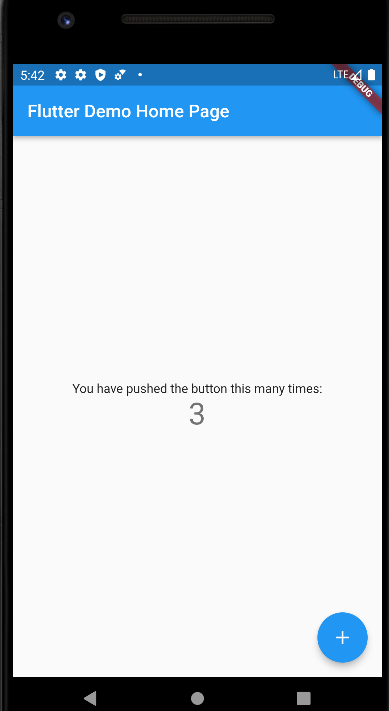 5:42 LTE
DEBUG
Flutter Demo Home Page
You have pushed the button this many times:
3